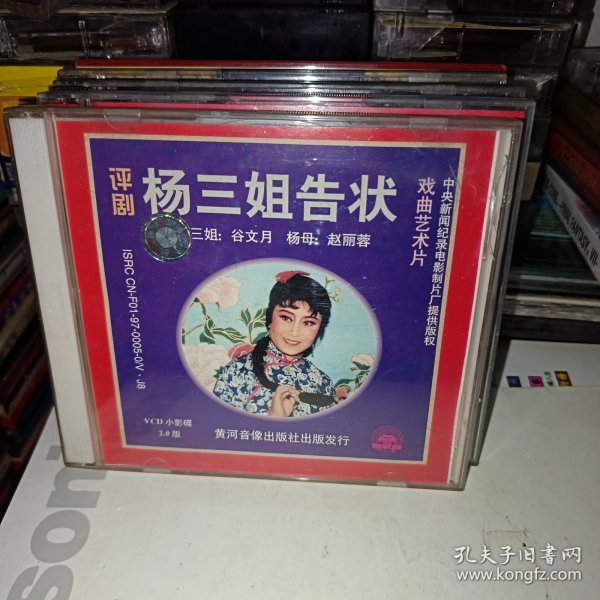 评剧
杨三姐告状
三姐：谷文月 杨母：赵丽蓉
戏曲艺术片
中央新闻纪录电影制片厂提供版权
ISRC CN-F01-97-0005-0/V·J8
VCD 小影碟
2.0 版
黄河音像出版社出版发行
Soni
孔夫子旧书网
www.kongfz.com